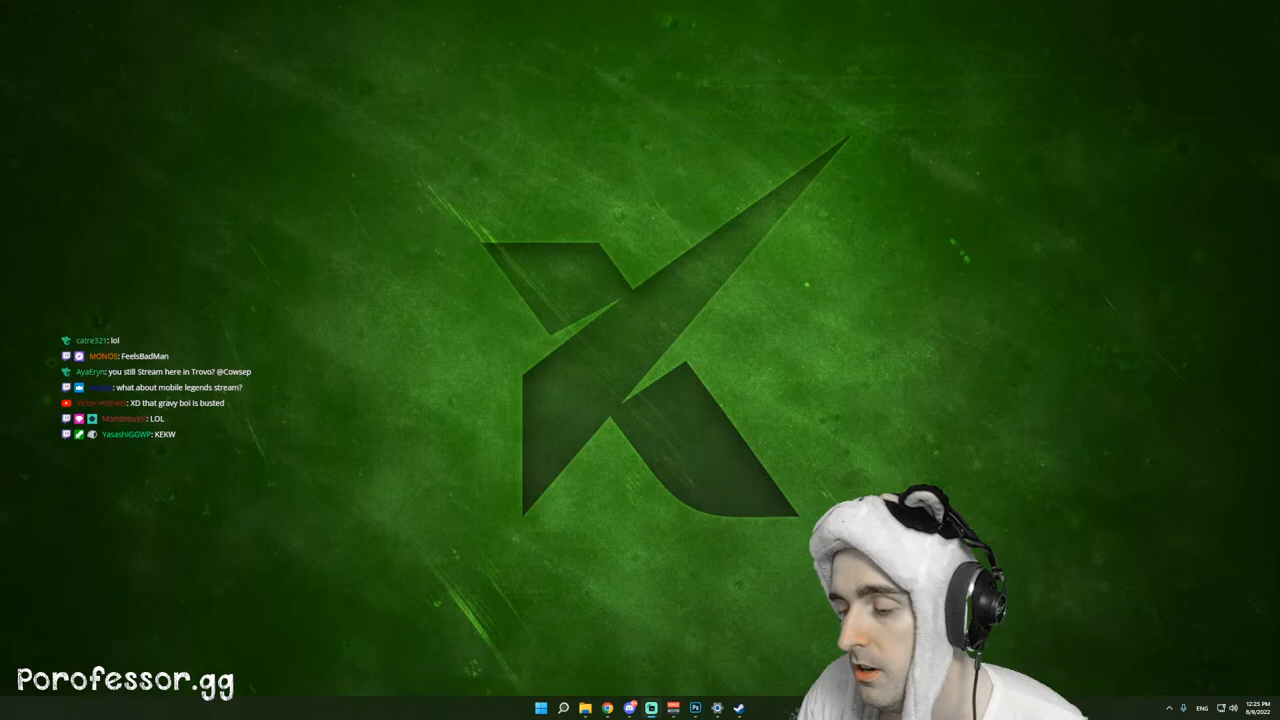 catre321: lol
MONOS: FeelsBadMan
AyaEryn: you still Stream here in Trovo? @Cowsep
: what about mobile legends stream?
Victor Molnese: XD that gravy boi is busted
: LOL
YasashiGGWP: KEKW
Porofessor.gg
ENG
12:25 PM
8/9/2022